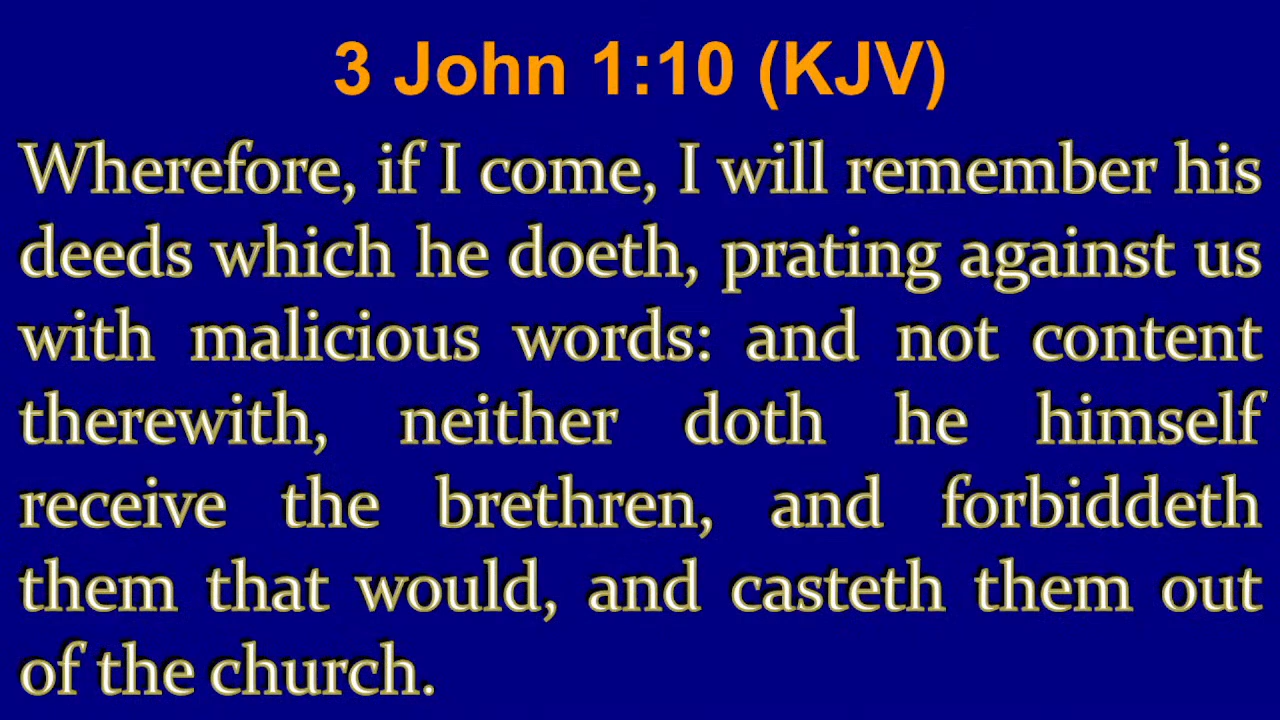 3 John 1:10 (KJV)
Wherefore, if I come, I will remember his
deeds which he doeth, prating against us
with malicious words: and not content
therewith, neither doth he himself
receive the brethren, and forbiddeth
them that would, and casteth them out
of the church.